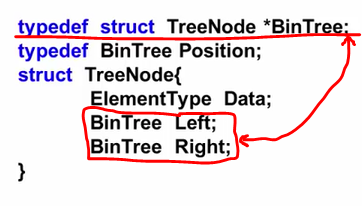 typedef struct TreeNode *BinTree;
typedef BinTree Position;
struct TreeNode{
ElementType Data;
BinTree Left;
BinTree Right;
}